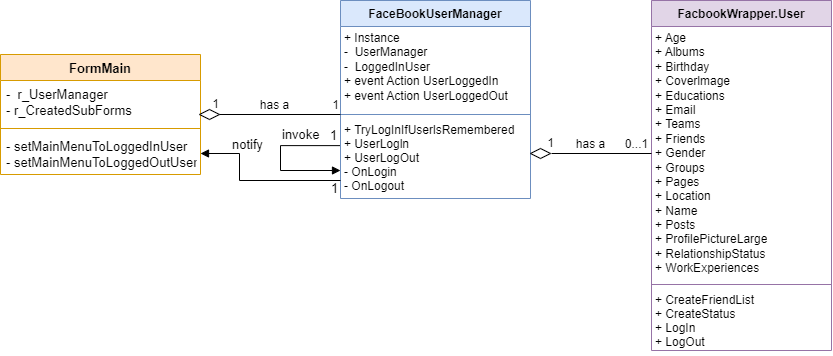 FormMain
- r_UserManager
- r_CreatedSubForms
- setMainMenuToLoggedInUser
- setMainMenuToLoggedOutUser
1
has a
1
notify
invoke
1
1
FaceBookUserManager
+ Instance
- UserManager
- LoggedInUser
+ event Action UserLoggedIn
+ event Action UserLoggedOut
+ TryLogInIfUserIsRemembered
+ UserLogIn
+ UserLogOut
- OnLogin
- OnLogout
1
has a
0...1
FacbookWrapper.User
+ Age
+ Albums
+ Birthday
+ CoverImage
+ Educations
+ Email
+ Teams
+ Friends
+ Gender
+ Groups
+ Pages
+ Location
+ Name
+ Posts
+ ProfilePictureLarge
+ RelationshipStatus
+ WorkExperiences
+ CreateFriendList
+ CreateStatus
+ LogIn
+ LogOut